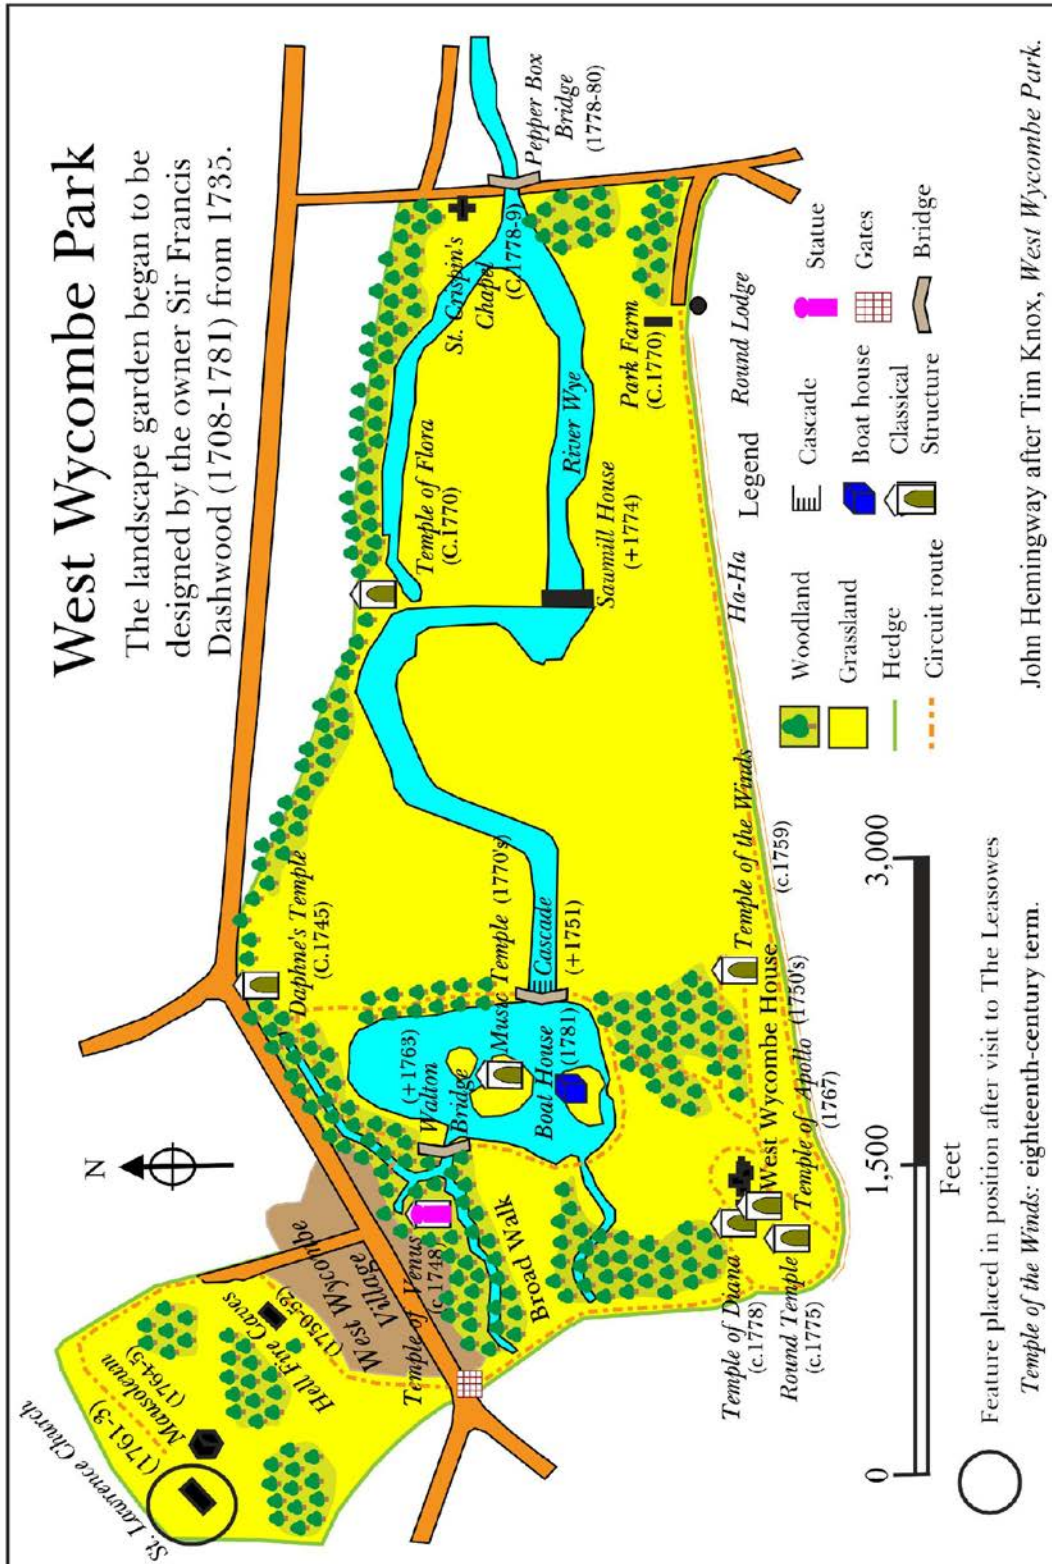 West Wycombe Park
The landscape garden began to be
designed by the owner Sir Francis
Dashwood (1708-1781) from 1735.
N
St. Lawrence Church
(1761-3)
Mausoleum
(1764-5)
Hell Fire Caves
(1750-52)
West Wycombe
Village
Temple of Venus
(c.1748)
Broad Walk
Daphne's Temple
(C.1745)
(+1763)
Walton
Bridge
Music Temple (1770's)
Boat House
(1781)
Cascade
(+1751)
Temple of Flora
(C.1770)
St. Crispin's
Chapel
(C.1778-9)
Pepper Box
Bridge
(1778-80)
River Wye
Sawmill House
(+1774)
Park Farm
(C.1770)
Round Lodge
Ha-Ha
Temple of the Winds
(c.1759)
West Wycombe House
(1750's)
Temple of Apollo
(1767)
Temple of Diana
(c.1778)
Round Temple
(c.1775)
Legend
Woodland
Grassland
Hedge
Circuit route
Cascade
Boat house
Classical
Structure
Statue
Gates
Bridge
0 1,500 3,000
Feet
Feature placed in position after visit to The Leasowes
Temple of the Winds: eighteenth-century term.
John Hemingway after Tim Knox, West Wycombe Park.